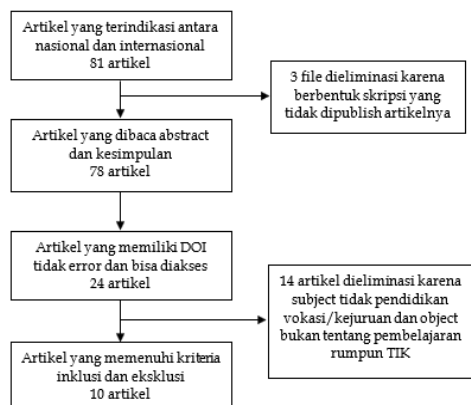 Artikel yang terindikasi antara
nasional dan internasional
81 artikel
3 file dieliminasi karena
berbentuk skripsi yang
tidak dipublish artikelnya
Artikel yang dibaca abstract
dan kesimpulan
78 artikel
Artikel yang memiliki DOI
tidak error dan bisa diakses
24 artikel
14 artikel dieliminasi karena
subject tidak pendidikan
vokasi/kejuruan dan object
bukan tentang pembelajaran
rumpun TIK
Artikel yang memenuhi kriteria
inklusi dan eksklusi
10 artikel